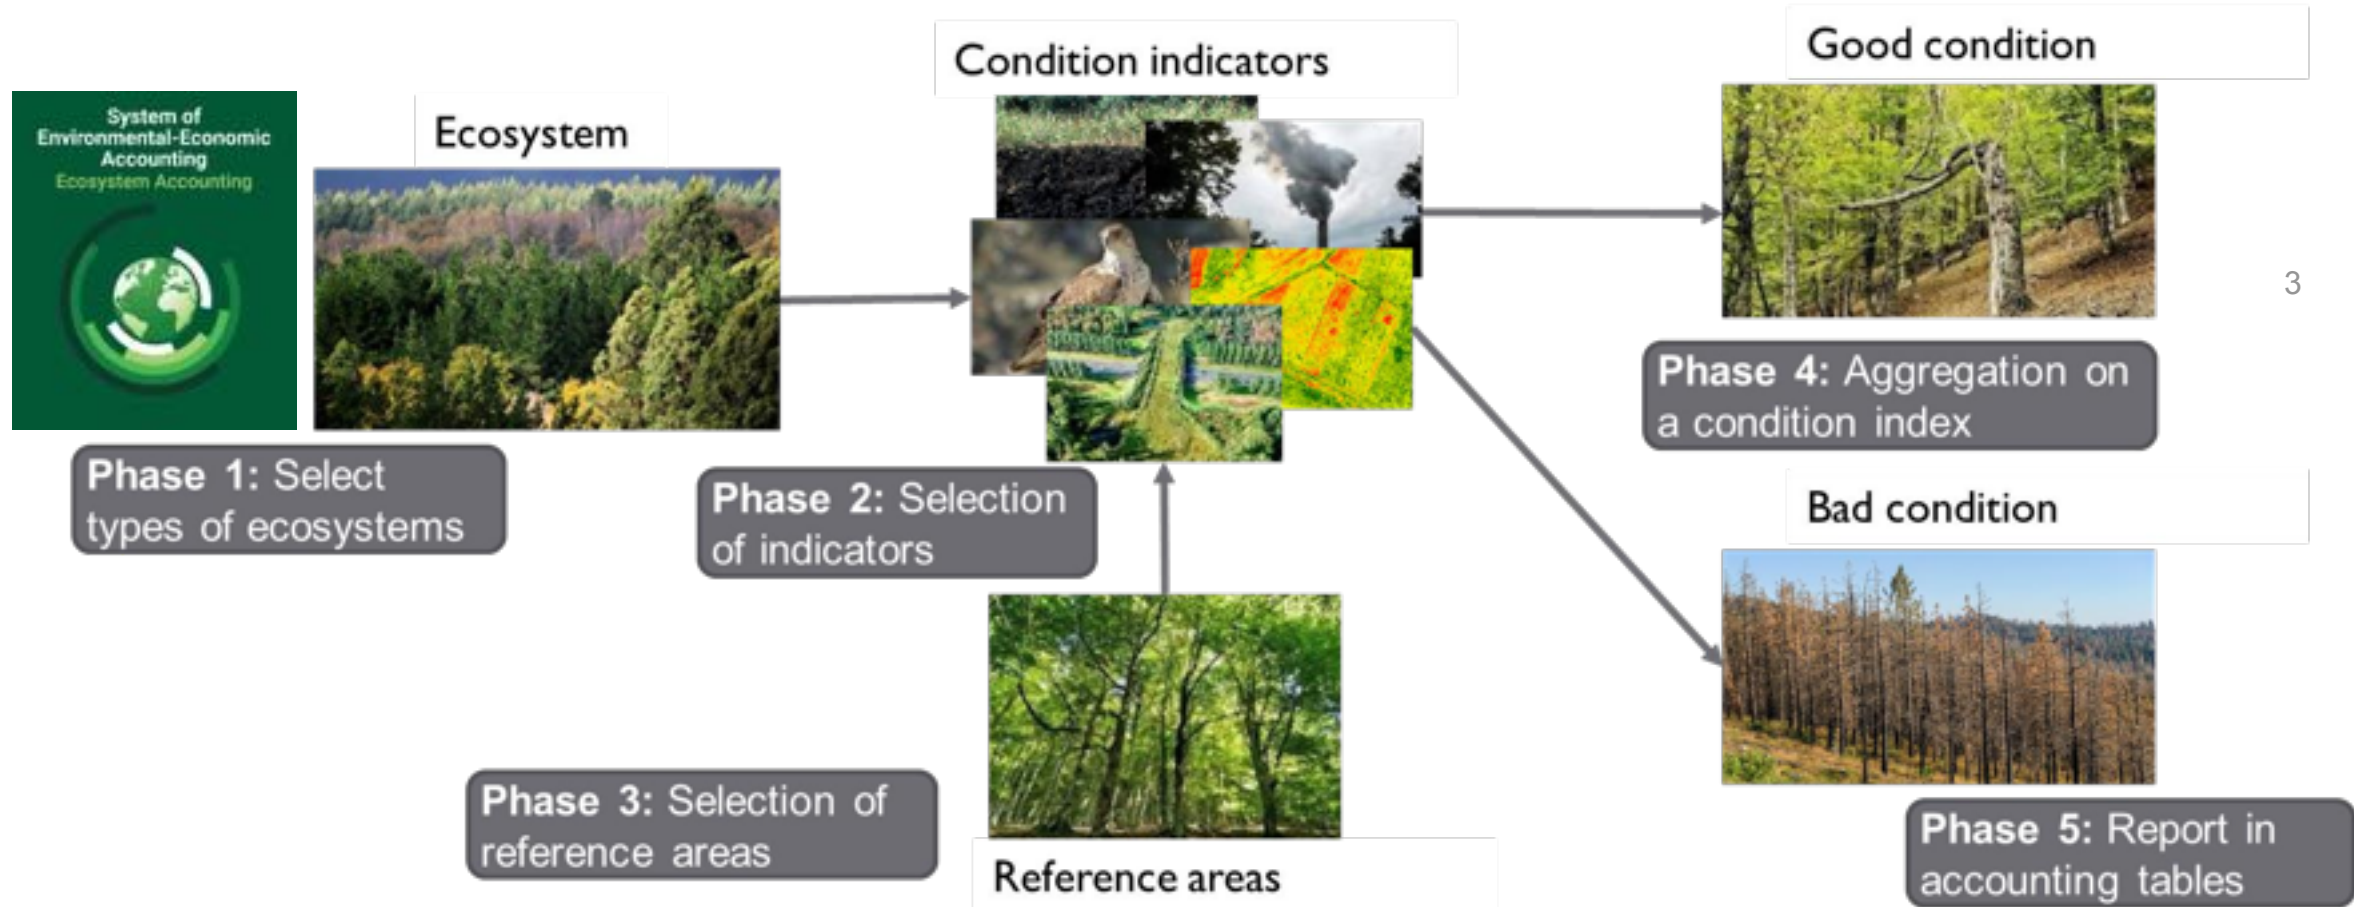 System of
Environmental-Economic
Accounting
Ecosystem Accounting
Ecosystem
Phase 1: Select
types of ecosystems
Condition indicators
Phase 2: Selection
of indicators
Phase 3: Selection of
reference areas
Reference areas
Good condition
3
Phase 4: Aggregation on
a condition index
Bad condition
Phase 5: Report in
accounting tables